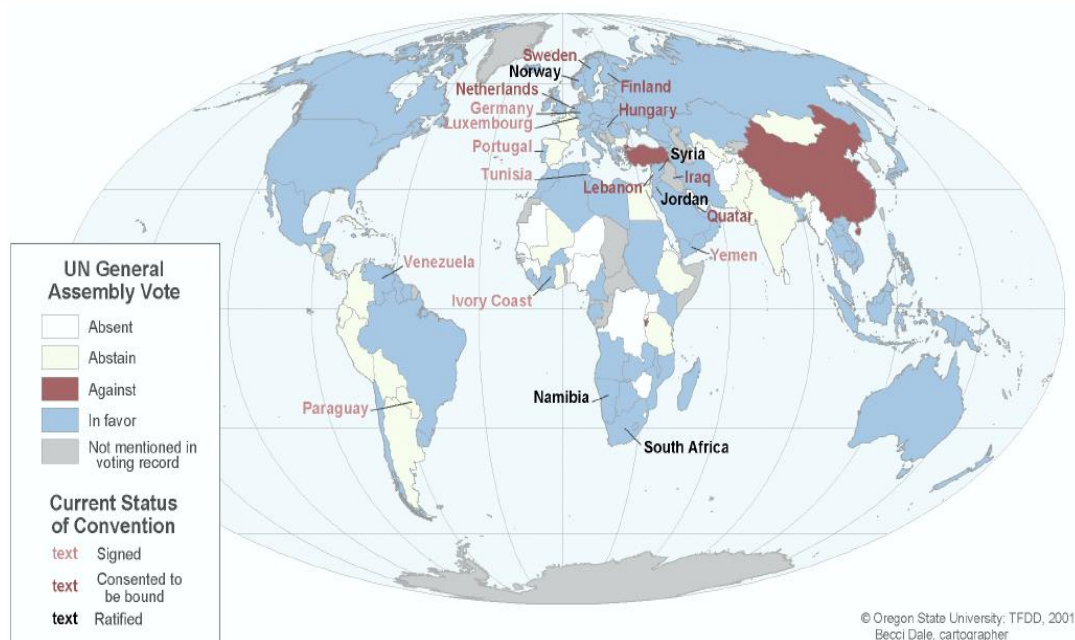 Sweden
Norway
Netherlands
Finland
Germany
Hungary
Luxembourg
Portugal
Syria
Tunisia
Iraq
Lebanon
Jordan
Quatar
Yemen
Venezuela
Ivory Coast
Paraguay
Namibia
South Africa
UN General
Assembly Vote
Absent
Abstain
Against
In favor
Not mentioned in
voting record
Current Status
of Convention
text Signed
text Consented to
be bound
text Ratified
© Oregon State University: TFDD, 2001
Becci Dale, cartographer